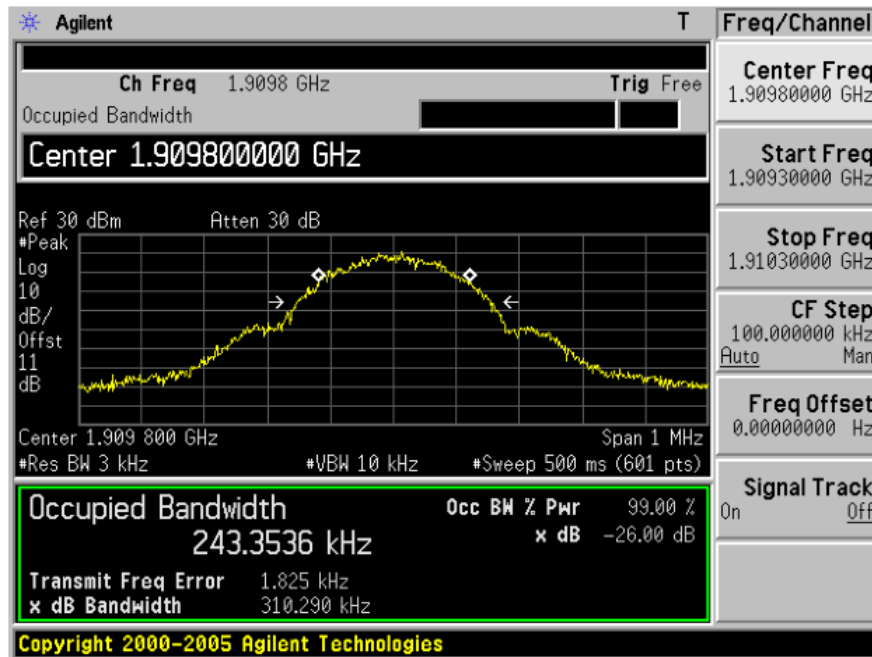 Agilent T Freq/Channel
Ch Freq 1.9098 GHz Trig Free
Occupied Bandwidth
Center 1.909800000 GHz
Ref 30 dBm Atten 30 dB
#Peak
Log
10
dB/
Offst
11
dB
Center 1.909 800 GHz Span 1 MHz
#Res BW 3 kHz #VBW 10 kHz #Sweep 500 ms (601 pts)
Occupied Bandwidth
243.3536 kHz
Occ BW % Pwr 99.00 %
x dB -26.00 dB
Transmit Freq Error 1.825 kHz
x dB Bandwidth 310.290 kHz
Center Freq
1.90980000 GHz
Start Freq
1.90930000 GHz
Stop Freq
1.91030000 GHz
CF Step
100.000000 kHz
Auto Man
Freq Offset
0.00000000 Hz
Signal Track
On Off
Copyright 2000-2005 Agilent Technologies